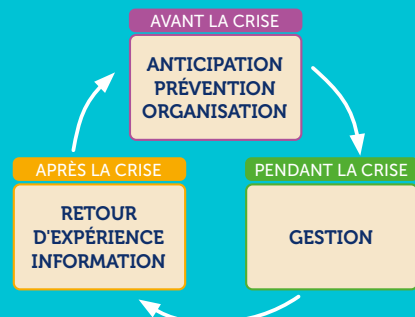 AVANT LA CRISE
ANTICIPATION
PRÉVENTION
ORGANISATION
APRÈS LA CRISE
RETOUR
D'EXPÉRIENCE
INFORMATION
PENDANT LA CRISE
GESTION